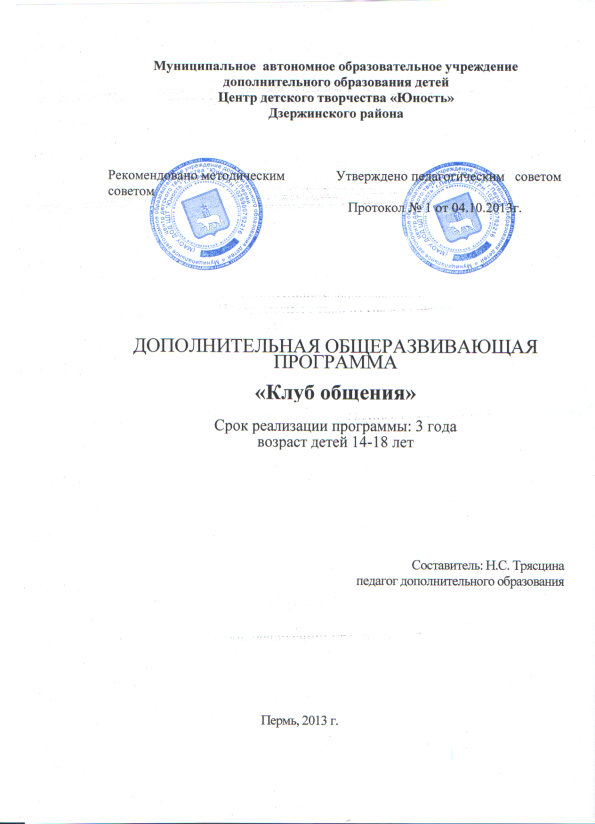 Муниципальное автономное образовательное учреждение
дополнительного образования детей
Центр детского творчества «Юность»
Дзержинского района
Рекомендовано методическим
советом
Утверждено педагогическим советом
Протокол № 1 от 04.10.2013г.
ДОПОЛНИТЕЛЬНАЯ ОБЩЕРАЗВИВАЮЩАЯ
ПРОГРАММА
«Клуб общения»
Срок реализации программы: 3 года
возраст детей 14-18 лет
Составитель: Н.С. Трясцина
педагог дополнительного образования
Пермь, 2013 г.